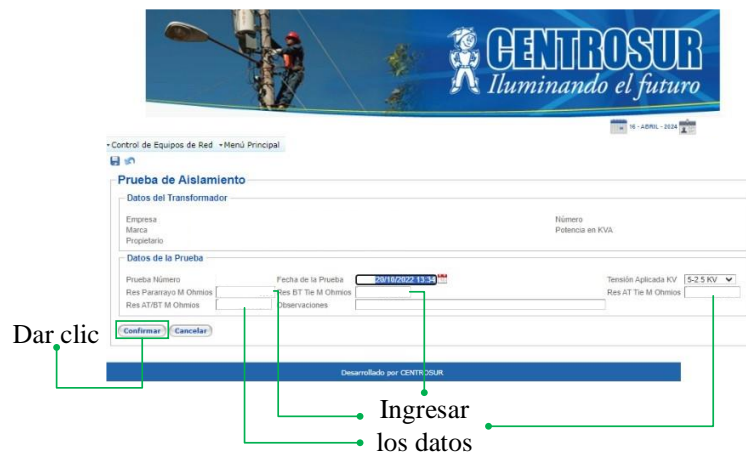 CENTROSUR
Iluminando el futuro
16 - ABRIL - 2024
Control de Equipos de Red Menú Principal
Prueba de Aislamiento
Datos del Transformador
Empresa Número
Marca Potencia en KVA
Propietario
Datos de la Prueba
Prueba Número Fecha de la Prueba 20/10/2022 13:34 Tensión Aplicada KV 5-2.5 KV
Res Pararrayo M Ohmios Res BT Tie M Ohmios Res AT Tie M Ohmios
Res AT/BT M Ohmios Observaciones
Dar clic
Confirmar Cancelar
Desarrollado por CENTROSUR
Ingresar
los datos